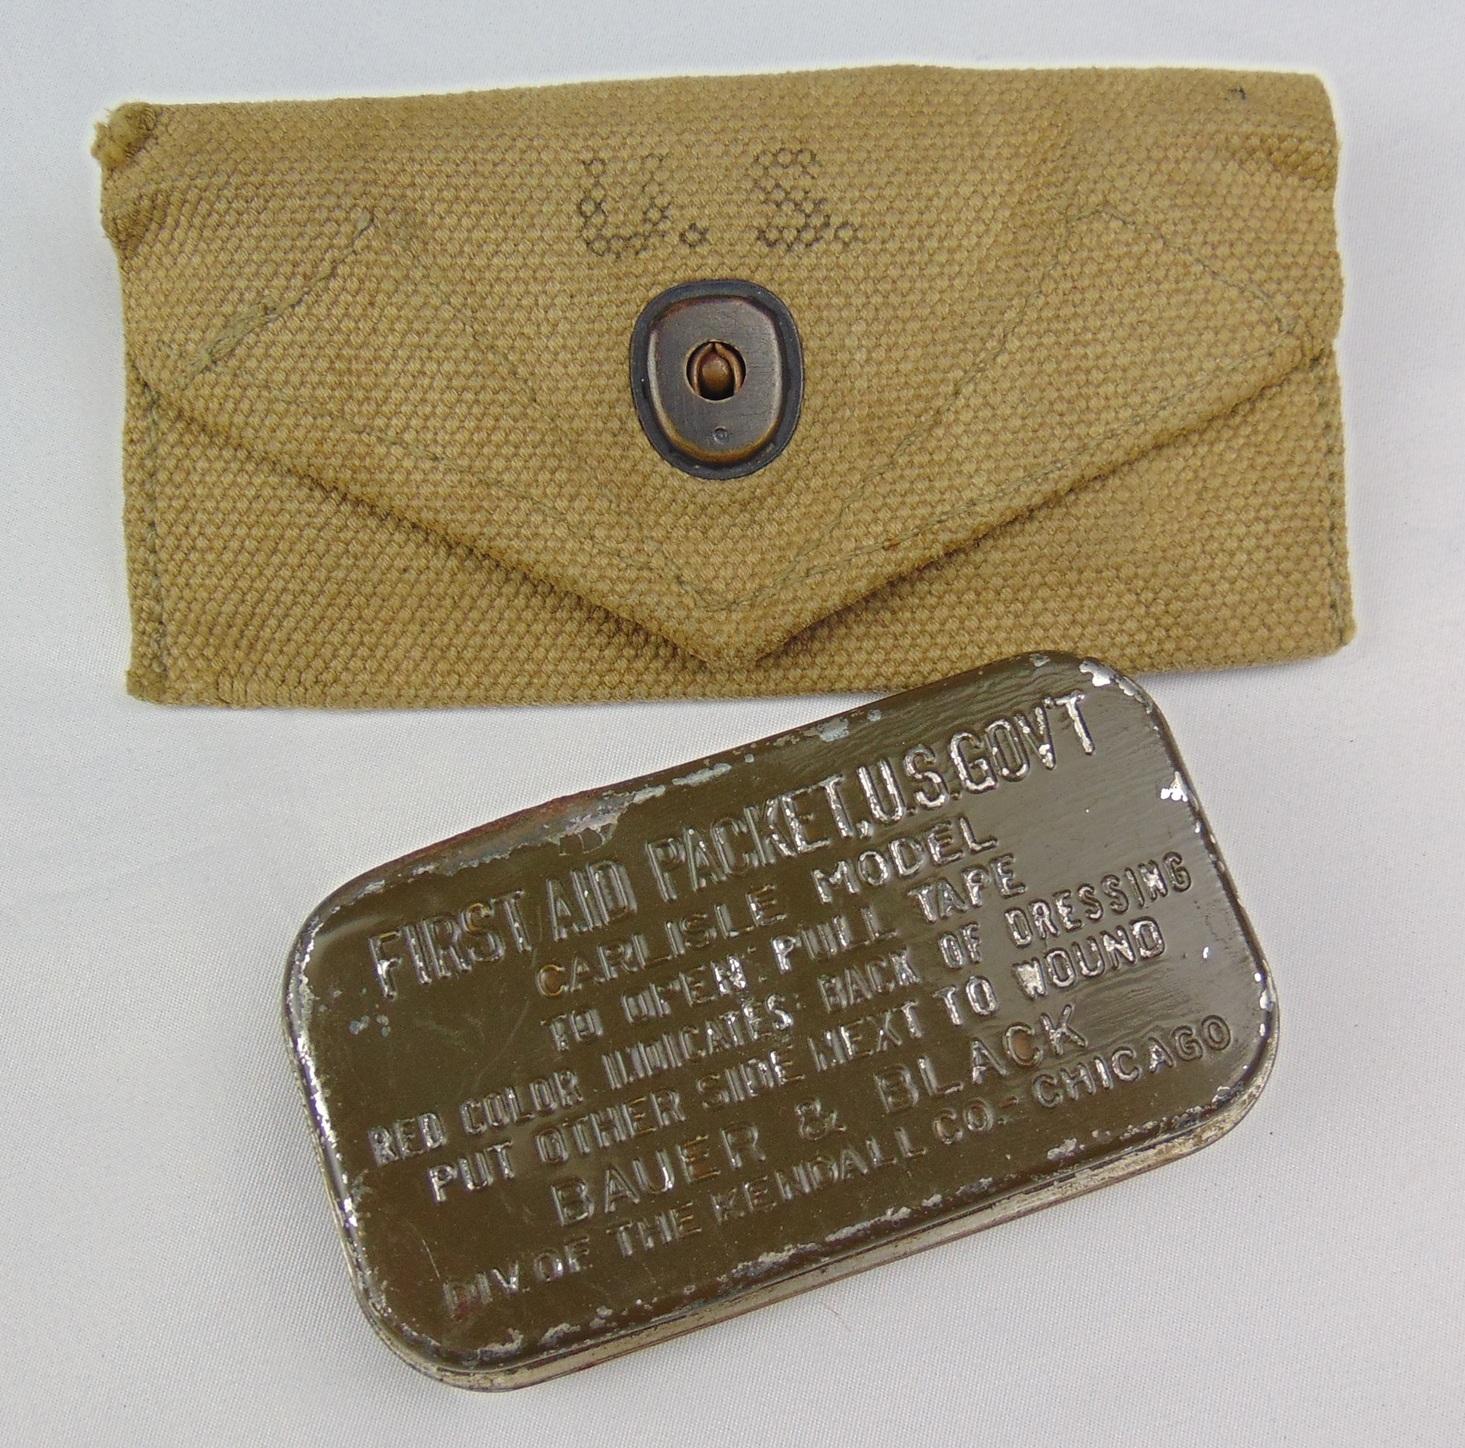 U.S.
FIRST AID PACKET, U.S. GOV'T
CARLISLE MODEL
TO OPEN: PULL TAPE
RED COLOR INDICATES: BACK OF DRESSING
PUT OTHER SIDE NEXT TO WOUND
BAUER & BLACK
DIV. OF THE KENDALL CO.- CHICAGO